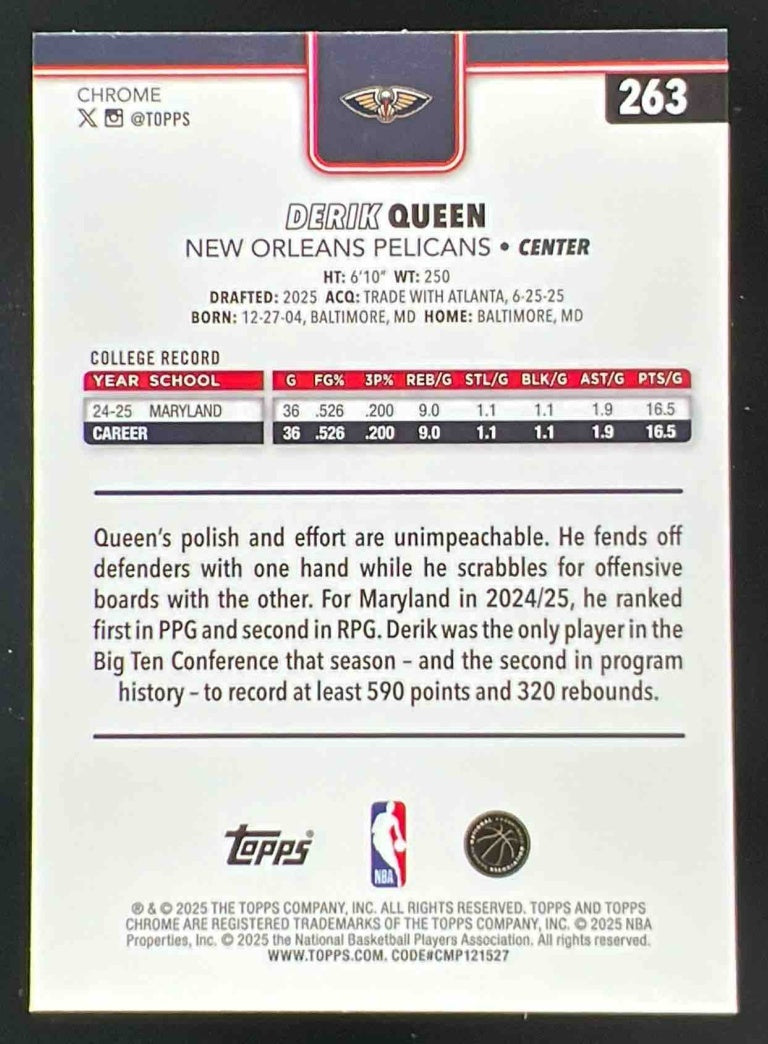 CHROME
263
X @TOPPS
DERIK QUEEN
NEW ORLEANS PELICANS • CENTER
HT: 6'10" WT: 250
DRAFTED: 2025 ACQ: TRADE WITH ATLANTA, 6-25-25
BORN: 12-27-04, BALTIMORE, MD HOME: BALTIMORE, MD
COLLEGE RECORD
YEAR SCHOOL G FG% 3P% REB/G STL/G BLK/G AST/G PTS/G
24-25 MARYLAND 36 .526 .200 9.0 1.1 1.1 1.9 16.5
CAREER 36 .526 .200 9.0 1.1 1.1 1.9 16.5
Queen's polish and effort are unimpeachable. He fends off
defenders with one hand while he scrabbles for offensive
boards with the other. For Maryland in 2024/25, he ranked
first in PPG and second in RPG. Derik was the only player in the
Big Ten Conference that season – and the second in program
history – to record at least 590 points and 320 rebounds.
topps®
NBA
® & © 2025 THE TOPPS COMPANY, INC. ALL RIGHTS RESERVED. TOPPS AND TOPPS
CHROME ARE REGISTERED TRADEMARKS OF THE TOPPS COMPANY, INC. © 2025 NBA
Properties, Inc. © 2025 the National Basketball Players Association. All rights reserved.
WWW.TOPPS.COM. CODE#CMP121527